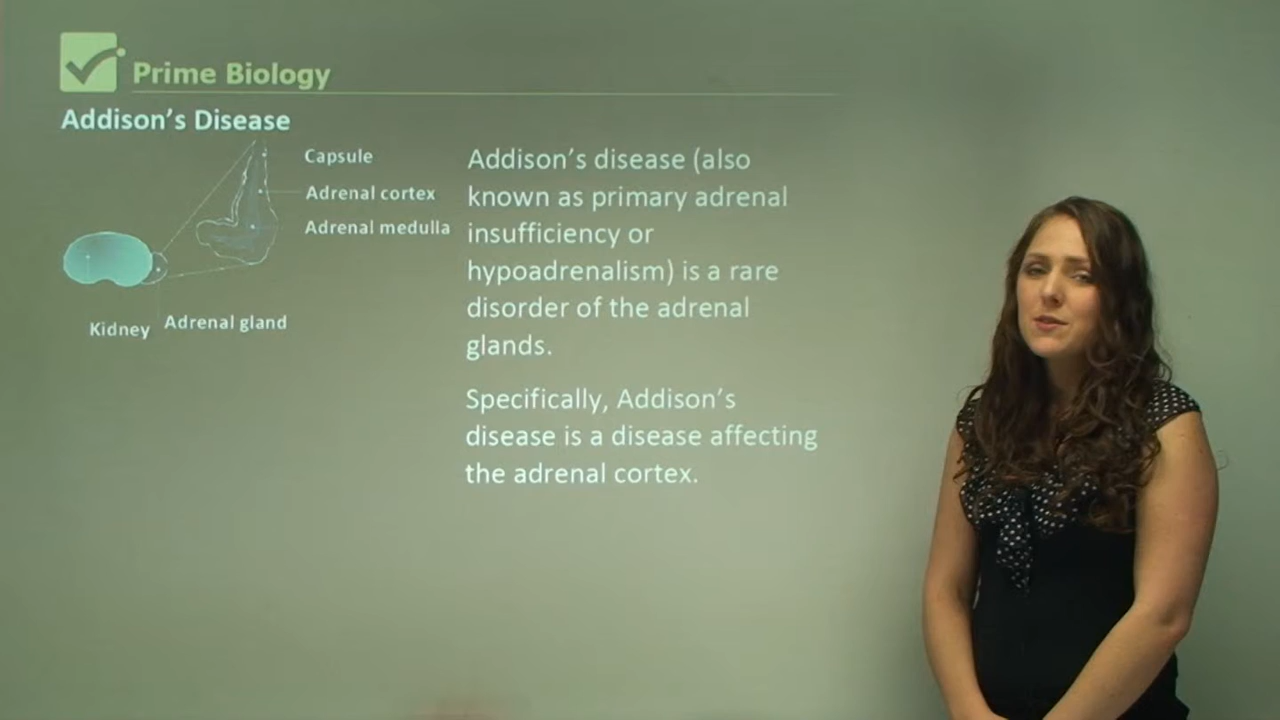 Prime Biology
Addison's Disease
Capsule
Adrenal cortex
Adrenal medulla
Kidney
Adrenal gland
Addison's disease (also
known as primary adrenal
insufficiency or
hypoadrenalism) is a rare
disorder of the adrenal
glands.
Specifically, Addison's
disease is a disease affecting
the adrenal cortex.